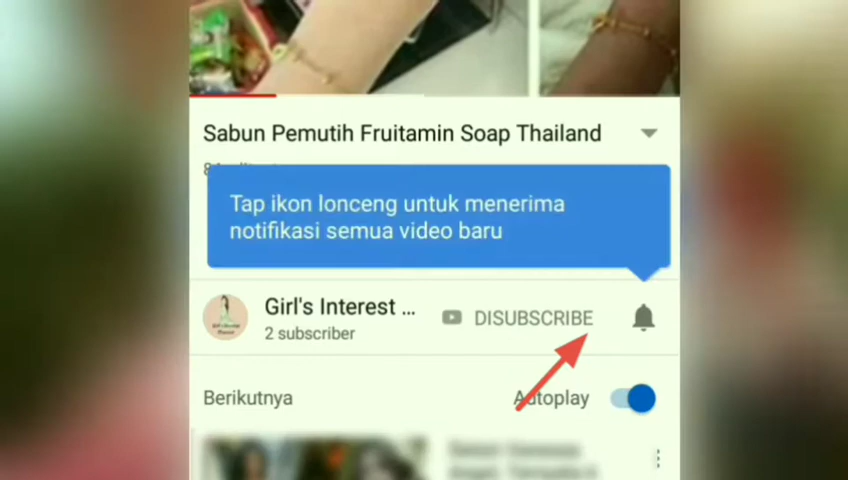 Sabun Pemutih Fruitamin Soap Thailand
Tap ikon lonceng untuk menerima
notifikasi semua video baru
Girl's Interest ...
DISUBSCRIBE
2 subscriber
Berikutnya
Autoplay